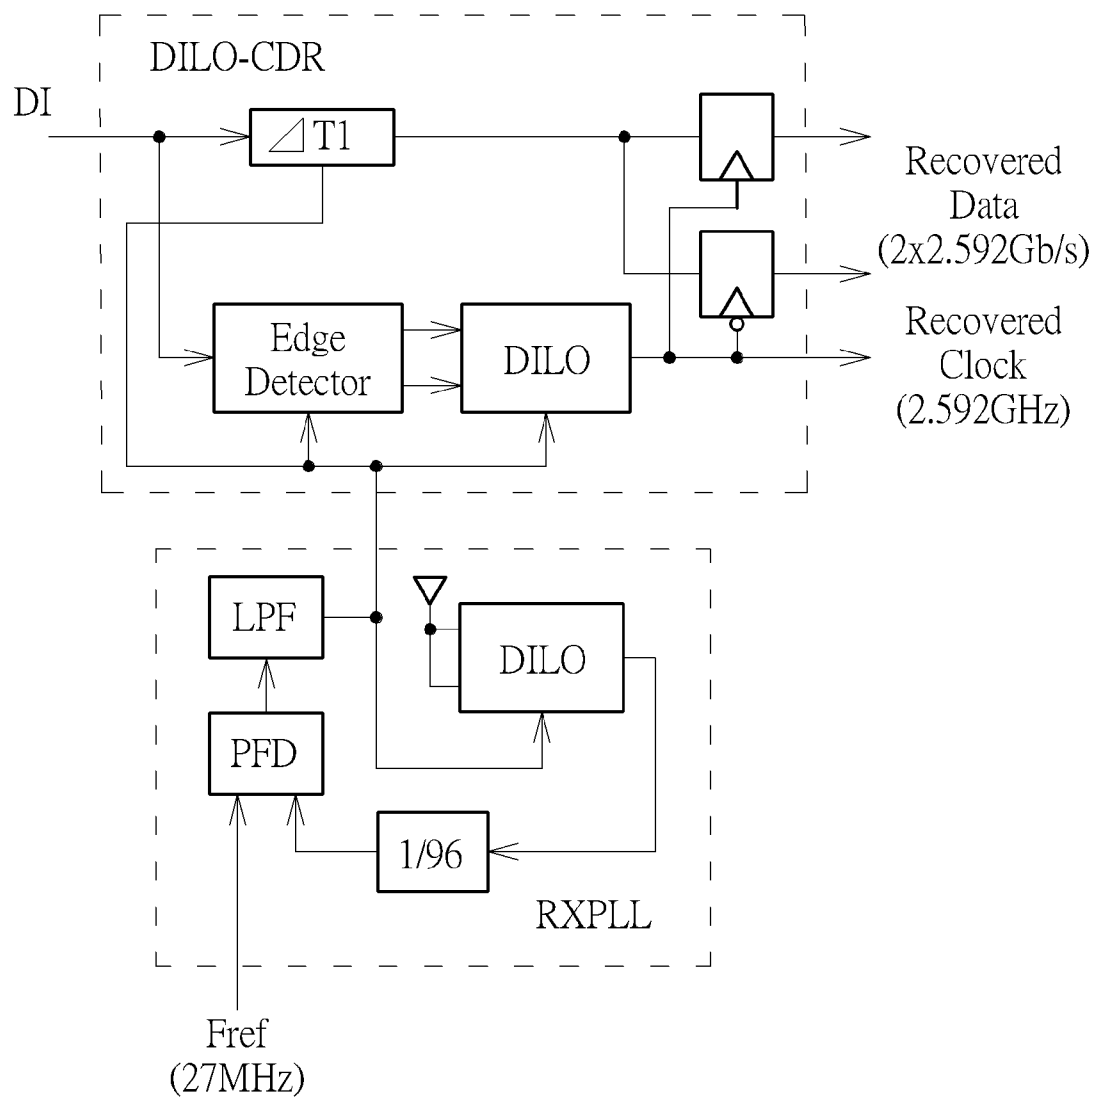 DILO-CDR
DI
⊿T1
Recovered
Data
(2x2.592Gb/s)
Edge
Detector
DILO
Recovered
Clock
(2.592GHz)
LPF
DILO
PFD
1/96
RXPLL
Fref
(27MHz)